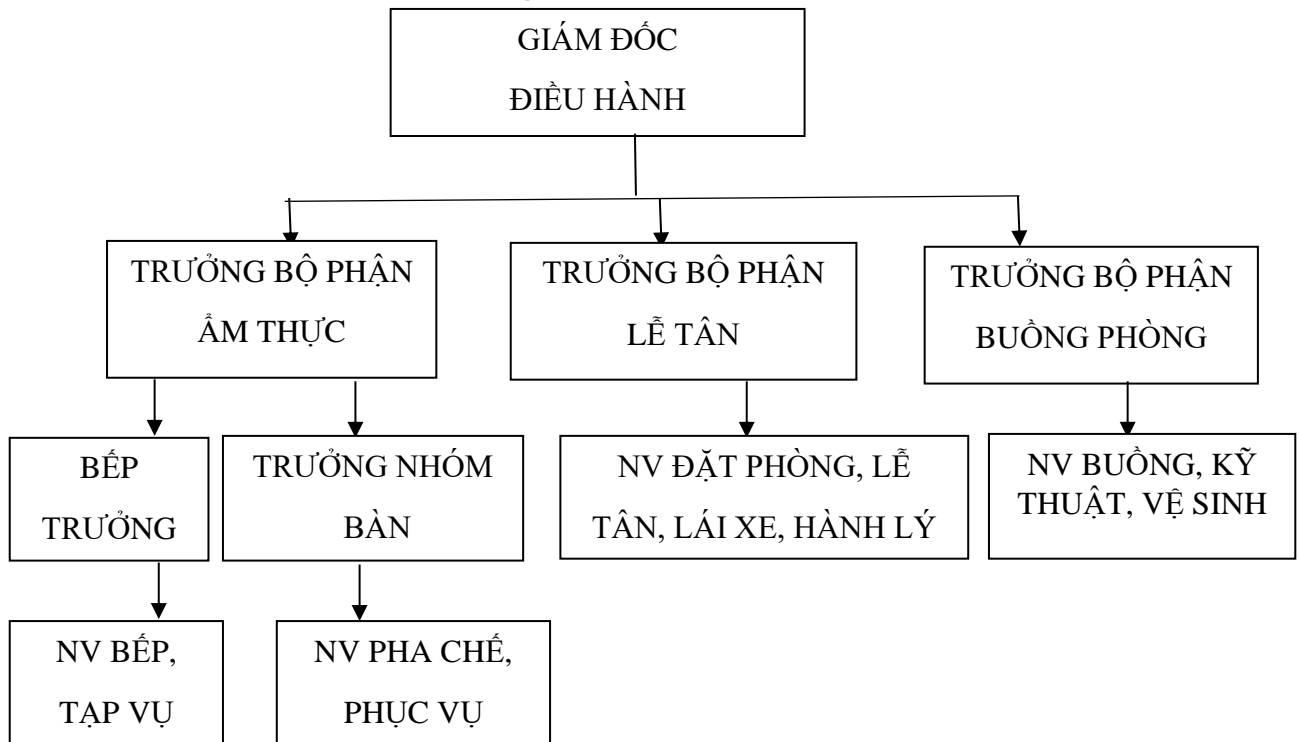 GIÁM ĐỐC
ĐIỀU HÀNH
TRƯỞNG BỘ PHẬN
ẨM THỰC
TRƯỞNG BỘ PHẬN
LỄ TÂN
TRƯỞNG BỘ PHẬN
BUỒNG PHÒNG
BẾP
TRƯỞNG
TRƯỞNG NHÓM
BÀN
NV ĐẶT PHÒNG, LỄ
TÂN, LÁI XE, HÀNH LÝ
NV BUỒNG, KỸ
THUẬT, VỆ SINH
NV BẾP,
TẠP VỤ
NV PHA CHẾ,
PHỤC VỤ